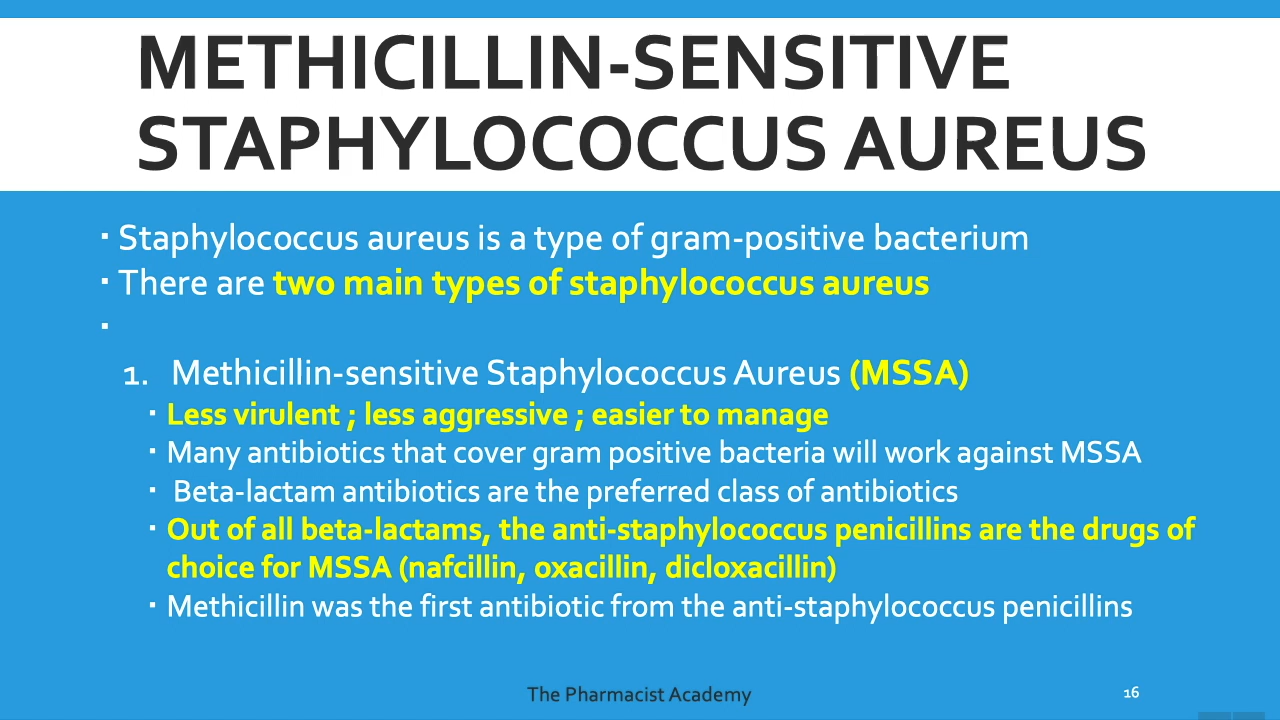 METHICILLIN-SENSITIVE
STAPHYLOCOCCUS AUREUS
▪ Staphylococcus aureus is a type of gram-positive bacterium
▪ There are two main types of staphylococcus aureus
▪
1. Methicillin-sensitive Staphylococcus Aureus (MSSA)
▪ Less virulent ; less aggressive ; easier to manage
▪ Many antibiotics that cover gram positive bacteria will work against MSSA
▪ Beta-lactam antibiotics are the preferred class of antibiotics
▪ Out of all beta-lactams, the anti-staphylococcus penicillins are the drugs of
choice for MSSA (nafcillin, oxacillin, dicloxacillin)
▪ Methicillin was the first antibiotic from the anti-staphylococcus penicillins
The Pharmacist Academy
16